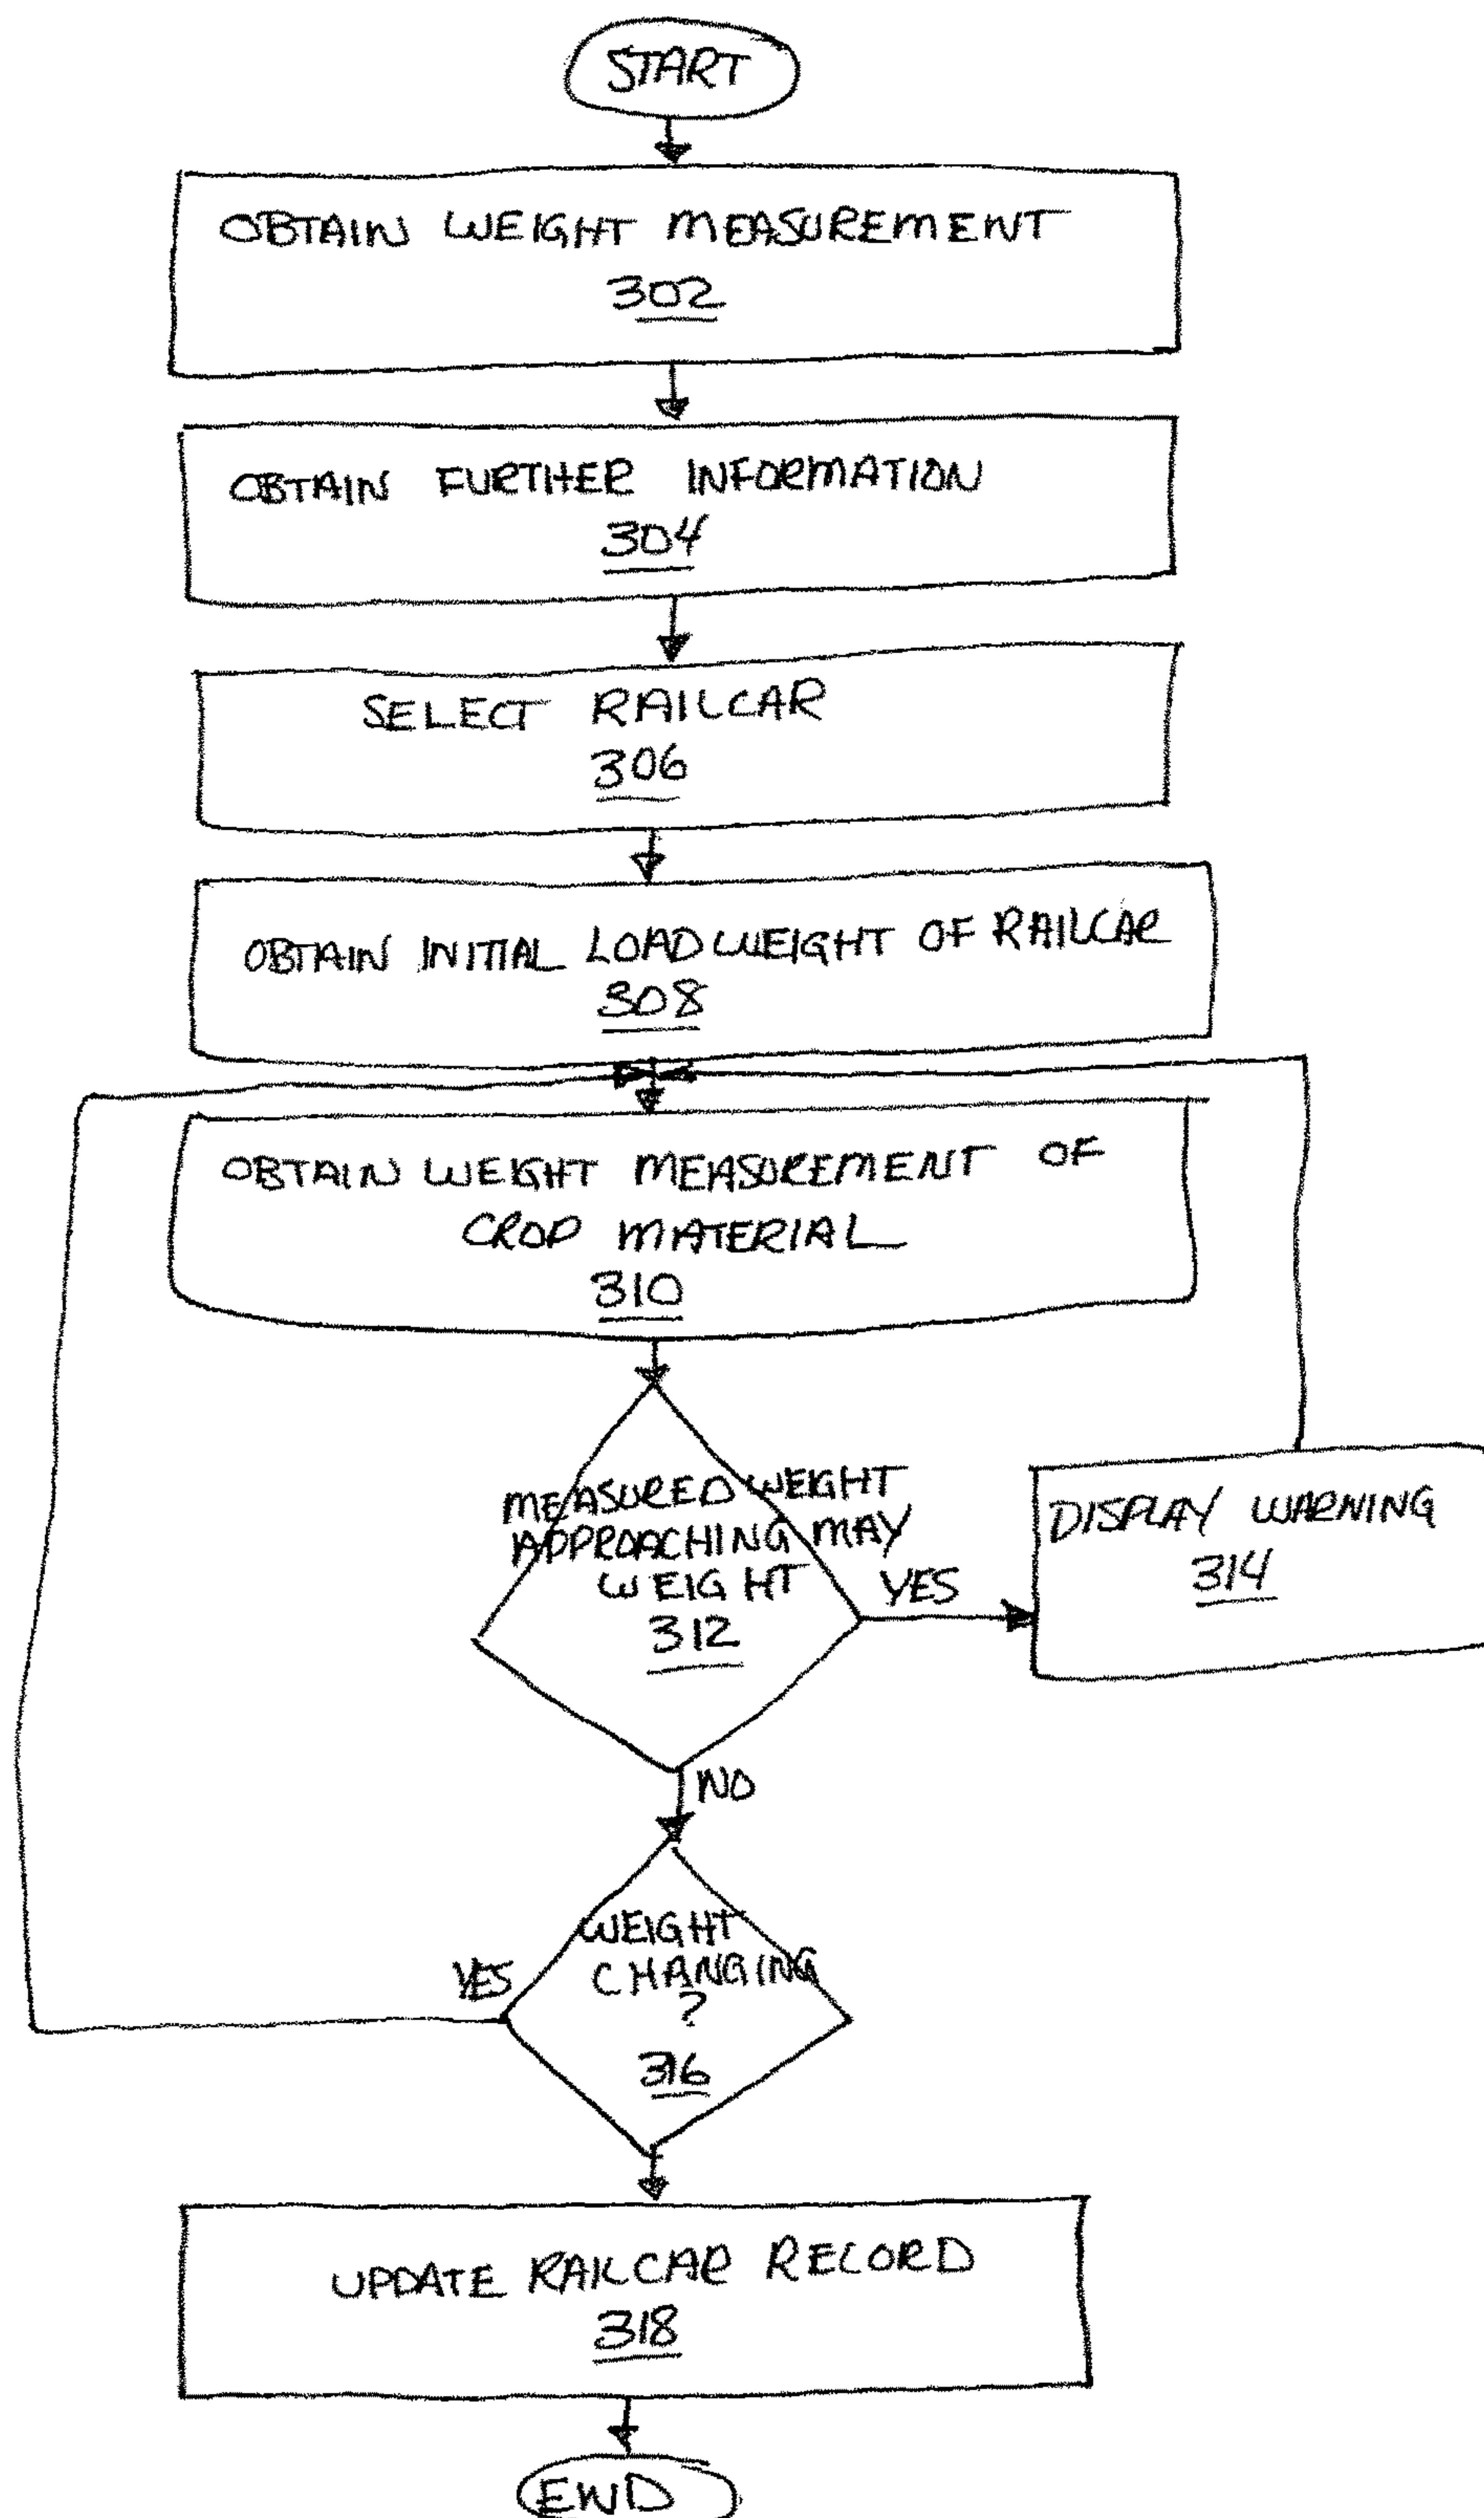 START
OBTAIN WEIGHT MEASUREMENT
302
OBTAIN FURTHER INFORMATION
304
SELECT RAILCAR
306
OBTAIN INITIAL LOAD WEIGHT OF RAILCAR
308
OBTAIN WEIGHT MEASUREMENT OF
CROP MATERIAL
310
MEASURED WEIGHT
APPROACHING MAY
WEIGHT
312
YES
DISPLAY WARNING
314
NO
WEIGHT
CHANGING
?
316
YES
UPDATE RAILCAR RECORD
318
END